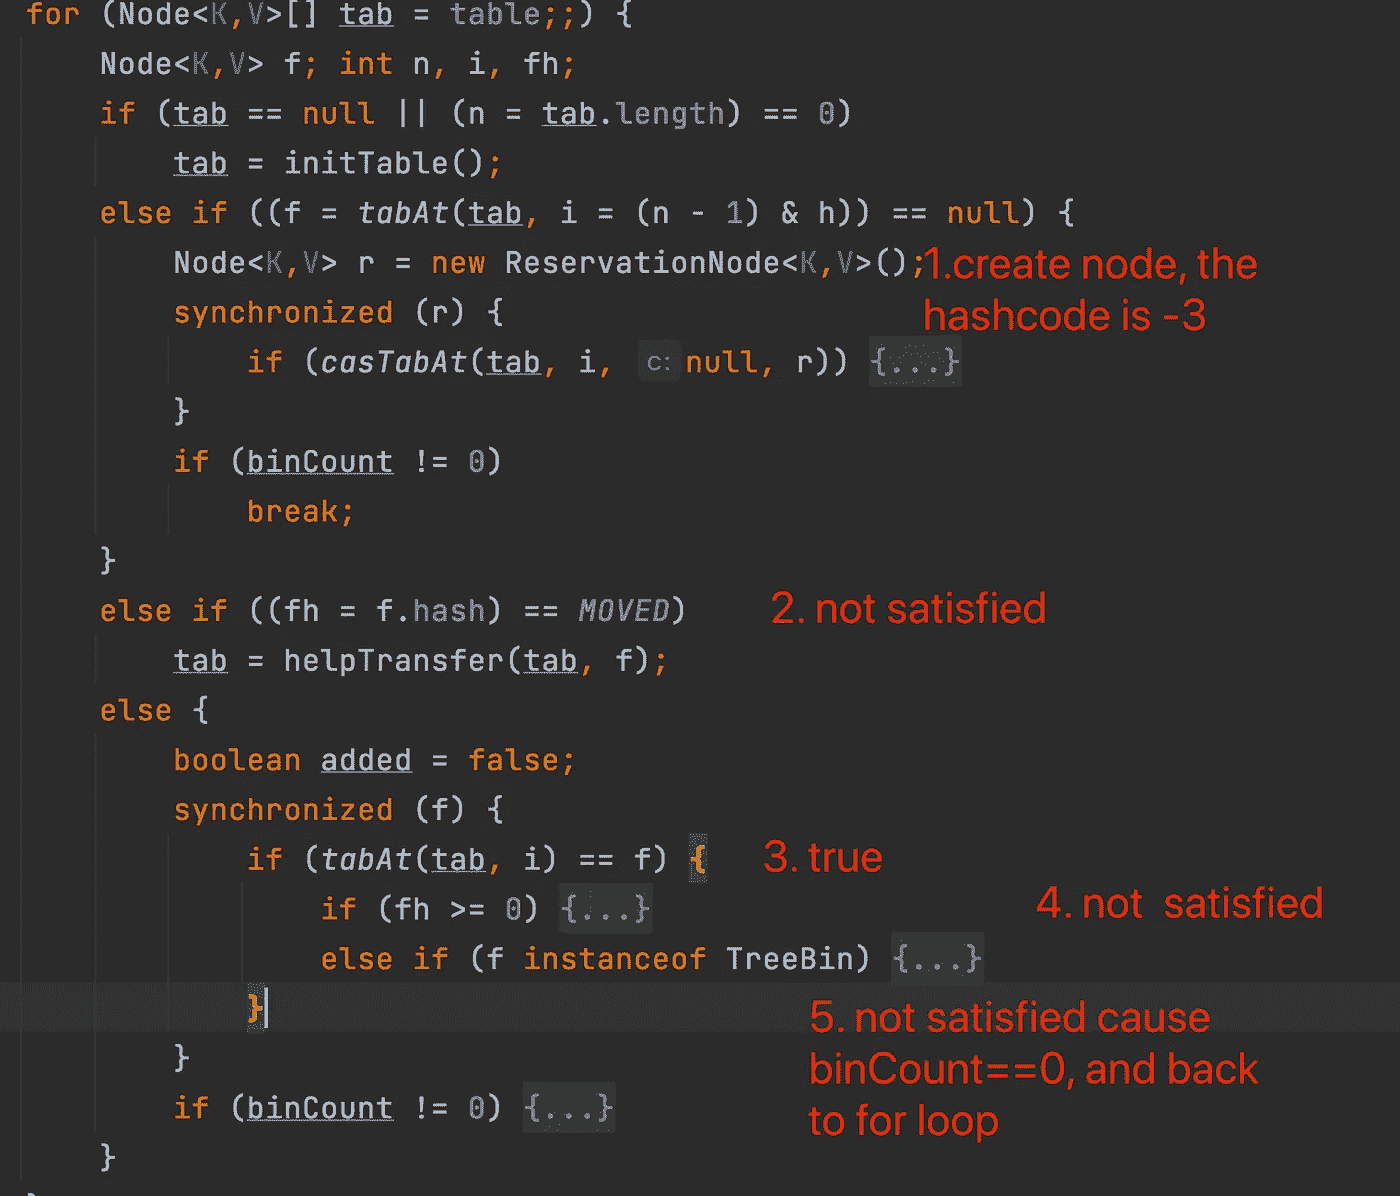 for (Node<K,V>[] tab = table;;) {
Node<K,V> f; int n, i, fh;
if (tab == null || (n = tab.length) == 0)
tab = initTable();
else if ((f = tabAt(tab, i = (n - 1) & h)) == null) {
Node<K,V> r = new ReservationNode<K,V>();
1.create node, the
hashcode is -3
synchronized (r) {
if (casTabAt(tab, i, c: null, r)) {...}
}
if (binCount != 0)
break;
}
else if ((fh = f.hash) == MOVED)
2. not satisfied
tab = helpTransfer(tab, f);
else {
boolean added = false;
synchronized (f) {
if (tabAt(tab, i) == f) {
3. true
if (fh >= 0) {...}
4. not satisfied
else if (f instanceof TreeBin) {...}
}
5. not satisfied cause
binCount==0, and back
to for loop
}
if (binCount != 0) {...}
}